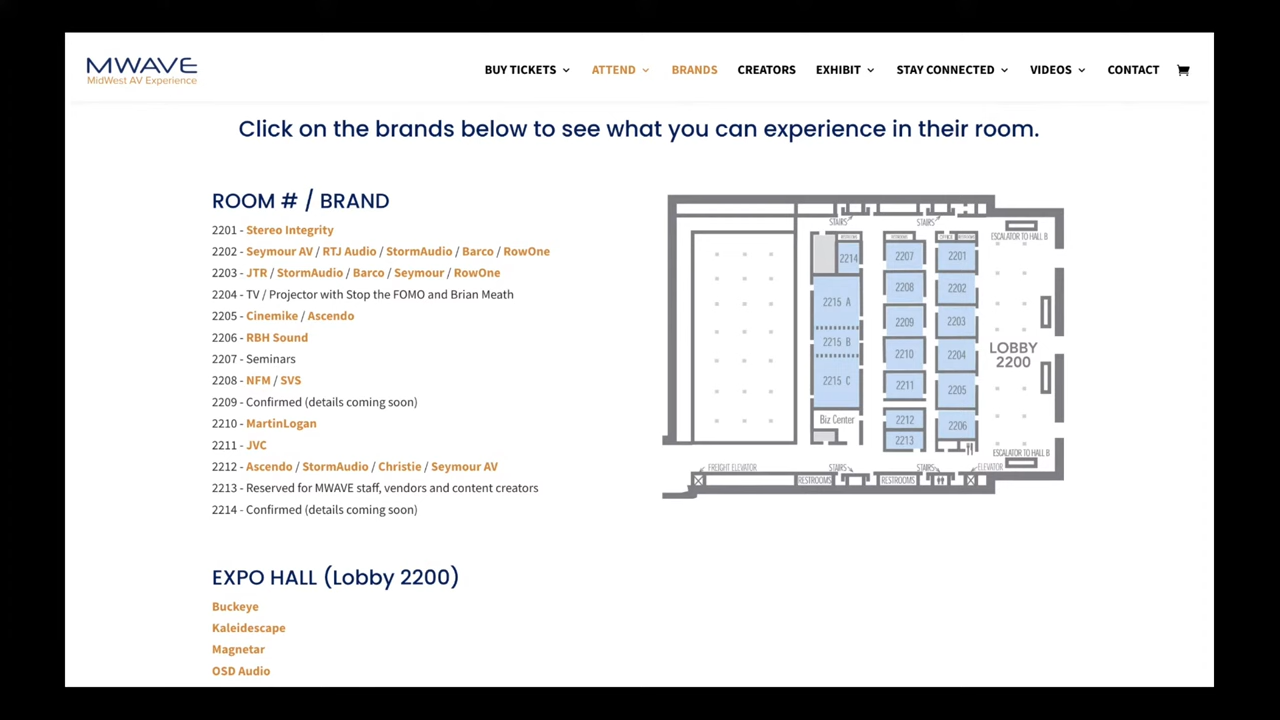 MWAVE
MidWest AV Experience
BUY TICKETS
ATTEND
BRANDS
CREATORS
EXHIBIT
STAY CONNECTED
VIDEOS
CONTACT
Click on the brands below to see what you can experience in their room.
ROOM # / BRAND
2201 - Stereo Integrity
2202 - Seymour AV / RTJ Audio / StormAudio / Barco / RowOne
2203 - JTR / StormAudio / Barco / Seymour / RowOne
2204 - TV / Projector with Stop the FOMO and Brian Meath
2205 - Cinemike / Ascendo
2206 - RBH Sound
2207 - Seminars
2208 - NFM / SVS
2209 - Confirmed (details coming soon)
2210 - MartinLogan
2211 - JVC
2212 - Ascendo / StormAudio / Christie / Seymour AV
2213 - Reserved for MWAVE staff, vendors and content creators
2214 - Confirmed (details coming soon)
EXPO HALL (Lobby 2200)
Buckeye
Kaleidescape
Magnetar
OSD Audio
STAIRS
STAIRS
ESCALATOR TO HALL B
OFFICE
2214
2207
2201
2208
2202
2215 A
2209
2203
2215 B
2210
2204
LOBBY
2200
2215 C
2211
2205
Biz Center
2212
2206
2213
ESCALATOR TO HALL B
FREIGHT ELEVATOR
STAIRS
STAIRS
ELEVATOR
RESTROOMS
RESTROOMS